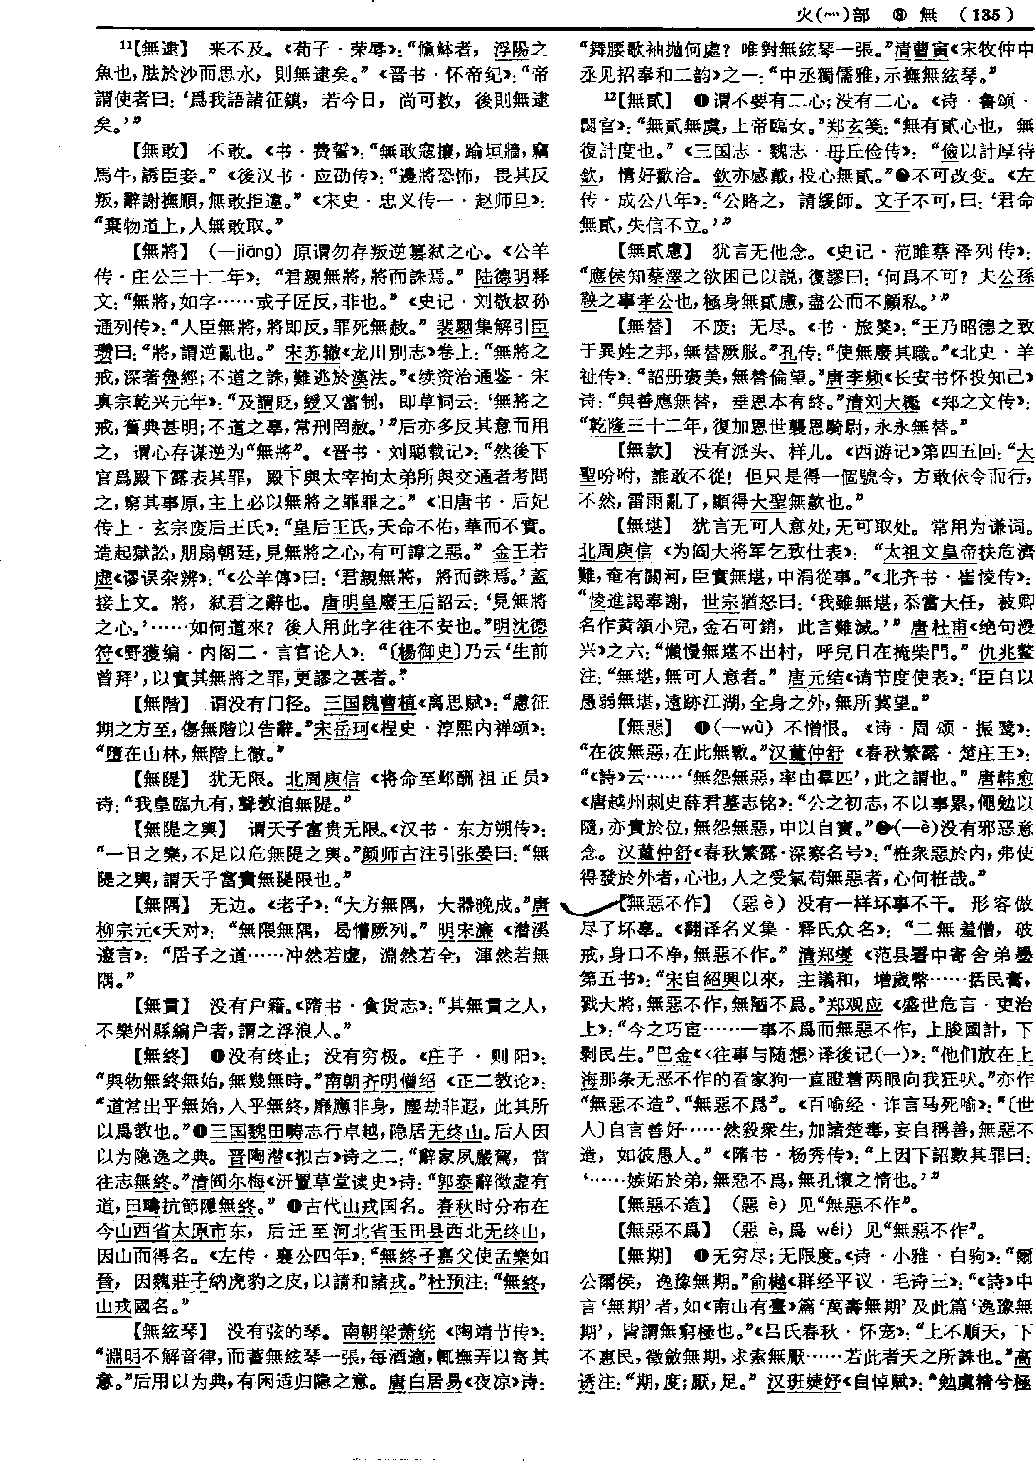 火(灬)部 ⑧ 無 (135)
11【無逮】 来不及。《荀子·荣辱》:“鯈䱁者,浮陽之
魚也,胠於沙而思水,則無逮矣。”《晋书·怀帝纪》:“帝
謂使者曰:‘爲我語諸征鎮,若今日,尚可救,後則無逮
矣。’”
【無敢】 不敢。《书·费誓》:“無敢寇攘,踰垣牆,竊
馬牛,誘臣妾。”《後汉书·应劭传》:“邊將恐怖,畏其反
叛,辭謝撫順,無敢拒違。”《宋史·忠义传一·赵师旦》:
“棄物道上,人無敢取。”
【無將】 (—jiāng) 原谓勿存叛逆篡弑之心。《公羊
传·庄公三十二年》:“君親無將,將而誅焉。”陆德明释
文:“無將,如字……或子匠反,非也。”《史记·刘敬叔孙
通列传》:“人臣無將,將即反,罪死無赦。”裴駰集解引臣
瓚曰:“將,謂逆亂也。”宋苏辙《龙川别志》卷上:“無將之
戒,深著魯經;不道之誅,難逃於漢法。”《续资治通鉴·宋
真宗乾兴元年》:“及謂貶,綬又當制,即草詞云:‘無將之
戒,舊典甚明;不道之辜,常刑罔赦。’”后亦多反其意而用
之,谓心存谋逆为“無將”。《晋书·刘聪载记》:“然後下
官爲殿下露表其罪,殿下與太宰拘太弟所與交通者考問
之,窮其事原,主上必以無將之罪罪之。”《旧唐书·后妃
传上·玄宗废后王氏》:“皇后王氏,天命不佑,華而不實。
造起獄訟,朋扇朝廷,見無將之心,有可諱之惡。”金王若
虚《谬误杂辨》:“《公羊傳》曰:‘君親無將,將而誅焉。’蓋
接上文。將,弑君之辭也。唐明皇廢王后詔云:‘見無將
之心。’……如何道來?後人用此字往往不安也。”明沈德
符《野獲编·内阁二·言官论人》:“〔楊御史〕乃云‘生前
曾拜’,以實其無將之罪,更謬之甚者。”
【無階】 谓没有门径。三国魏曹植《离思赋》:“慮征
期之方至,傷無階以告辭。”宋岳珂《桯史·淳熙内禅颂》:
“墮在山林,無階上徹。”
【無隄】 犹无限。北周庾信《将命至邺酬祖正员》
诗:“我皇臨九有,聲教洎無隄。”
【無隄之輿】 谓天子富贵无限。《汉书·东方朔传》:
“一日之樂,不足以危無隄之輿。”颜师古注引张晏曰:“無
隄之輿,謂天子富貴無隄限也。”
【無隅】 无边。《老子》:“大方無隅,大器晚成。”唐
柳宗元《天对》:“無限無隅,曷懵厥列。”明宋濂《潜溪
邃言》:“居子之道……冲然若虚,淵然若全,渾然若無
隅。”
【無貫】 没有户籍。《隋书·食货志》:“其無貫之人,
不樂州縣編户者,謂之浮浪人。”
【無終】 ❶没有终止;没有穷极。《庄子·则阳》:
“與物無終無始,無幾無時。”南朝齐明僧绍《正二教论》:
“道常出乎無始,入乎無終,靡應非身,塵劫非遐,此其所
以爲教也。”❷三国魏田畴志行卓越,隐居无终山。后人因
以为隐逸之典。晋陶潜《拟古》诗之二:“辭家夙嚴駕,當
往志無終。”清阎尔梅《汧置草堂读史》诗:“郭泰辭徵虚有
道,田疇抗節隱無終。”❸古代山戎国名。春秋时分布在
今山西省太原市东,后迁至河北省玉田县西北无终山,
因山而得名。《左传·襄公四年》:“無終子嘉父使孟樂如
晉,因魏莊子納虎豹之皮,以請和諸戎。”杜预注:“無終,
山戎國名。”
【無絃琴】 没有弦的琴。南朝梁萧统《陶靖节传》:
“淵明不解音律,而蓄無絃琴一張,每酒適,輒撫弄以寄其
意。”后用以为典,有闲适归隐之意。唐白居易《夜凉》诗:
“舞腰歌袖抛何處?唯對無絃琴一張。”清曹寅《宋牧仲中
丞见招奉和二韵》之一:“中丞獨儒雅,示撫無絃琴。”
12【無貳】 ❶谓不要有二心;没有二心。《诗·鲁颂·
閟宫》:“無貳無虞,上帝臨女。”郑玄笺:“無有貳心也,無
復計度也。”《三国志·魏志·毋丘俭传》:“儉以計厚待
欽,情好歡洽。欽亦感戴,投心無貳。”❷不可改变。《左
传·成公八年》:“公賂之,請緩師。文子不可,曰:‘君命
無貳,失信不立。’”
【無貳慮】 犹言无他念。《史记·范雎蔡泽列传》:
“應侯知蔡澤之欲困己以説,復謬曰:‘何爲不可?夫公孫
鞅之事孝公也,極身無貳慮,盡公而不顧私。’”
【無替】 不废;无尽。《书·旅獒》:“王乃昭德之致
于異姓之邦,無替厥服。”孔传:“使無廢其職。”《北史·羊
祉传》:“詔册褒美,無替倫望。”唐李频《长安书怀投知己》
诗:“與善應無替,垂恩本有終。”清刘大櫆《郑之文传》:
“乾隆三十二年,復加恩世襲恩騎尉,永永無替。”
【無款】 没有派头、样儿。《西游记》第四五回:“大
聖吩咐,誰敢不從!但只是得一個號令,方敢依令而行,
不然,雷雨亂了,顯得大聖無款也。”
【無堪】 犹言无可人意处,无可取处。常用为谦词。
北周庾信《为阎大将军乞致仕表》:“太祖文皇帝扶危濟
難,奄有關河,臣實無堪,中涓從事。”《北齐书·崔㥄传》:
“㥄進謁奉謝,世宗猶怒曰:‘我雖無堪,忝當大任,被卿
名作黄頷小兒,金石可銷,此言難滅。’”唐杜甫《绝句漫
兴》之六:“懶慢無堪不出村,呼兒日在掩柴門。”仇兆鳌
注:“無堪,無可人意者。”唐元结《请节度使表》:“臣自以
愚弱無堪,遠跡江湖,全身之外,無所冀望。”
【無惡】 ❶(—wù) 不憎恨。《诗·周颂·振鹭》:
“在彼無惡,在此無斁。”汉董仲舒《春秋繁露·楚庄王》:
“《詩》云……‘無怨無惡,率由羣匹’,此之謂也。”唐韩愈
《唐越州刺史薛君墓志铭》:“公之初志,不以事累,僶勉以
隨,亦貴於位,無怨無惡,中以自寶。”❷(—è)没有邪恶意
念。汉董仲舒《春秋繁露·深察名号》:“栣衆惡於内,弗使
得發於外者,心也,人之受氣苟無惡者,心何栣哉。”
【無惡不作】 (惡 è) 没有一样坏事不干。形容做
尽了坏事。《翻译名义集·释氏众名》:“二無羞僧,破
戒,身口不净,無惡不作。”清郑燮《范县署中寄舍弟墨
第五书》:“宋自紹興以來,主議和,增歲幣……括民膏,
戮大將,無惡不作,無陋不爲。”郑观应《盛世危言·吏治
上》:“今之巧宦……一事不爲而無惡不作,上朘國計,下
剝民生。”巴金《〈往事与随想〉译後记(一)》:“他们放在上
海那条无恶不作的看家狗一直瞪着两眼向我狂吠。”亦作
“無惡不造”、“無惡不爲”。《百喻经·诈言马死喻》:“〔世
人〕自言善好……然殺衆生,加諸楚毒,妄自稱善,無惡不
造,如彼愚人。”《隋书·杨秀传》:“上因下詔數其罪曰:
‘……嫉妬於弟,無惡不爲,無孔懷之情也。’”
【無惡不造】 (惡 è) 见“無惡不作”。
【無惡不爲】 (惡 è,爲 wéi) 见“無惡不作”。
【無期】 ❶无穷尽;无限度。《诗·小雅·白驹》:“爾
公爾侯,逸豫無期。”俞樾《群经平议·毛诗三》:“《詩》中
言‘無期’者,如《南山有臺》篇‘萬壽無期’及此篇‘逸豫無
期’,皆謂無窮極也。”《吕氏春秋·怀宠》:“上不順天,下
不惠民,徵斂無期,求索無厭……若此者天之所誅也。”高
诱注:“期,度;厭,足。”汉班婕妤《自悼赋》:“勉虞精兮極